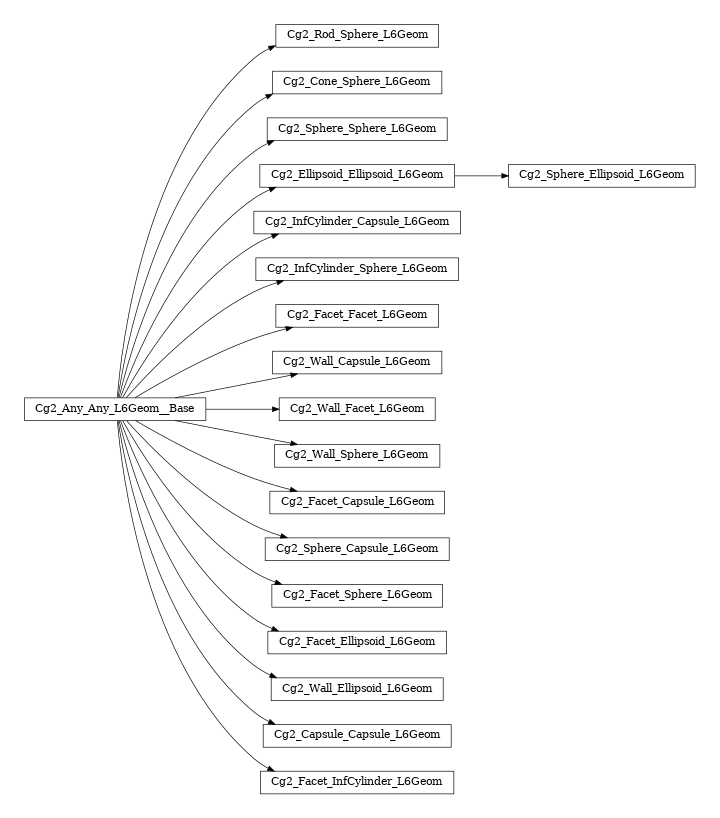 Cg2_Rod_Sphere_L6Geom
Cg2_Cone_Sphere_L6Geom
Cg2_Sphere_Sphere_L6Geom
Cg2_Ellipsoid_Ellipsoid_L6Geom
Cg2_Sphere_Ellipsoid_L6Geom
Cg2_InfCylinder_Capsule_L6Geom
Cg2_InfCylinder_Sphere_L6Geom
Cg2_Facet_Facet_L6Geom
Cg2_Wall_Capsule_L6Geom
Cg2_Any_Any_L6Geom__Base
Cg2_Wall_Facet_L6Geom
Cg2_Wall_Sphere_L6Geom
Cg2_Facet_Capsule_L6Geom
Cg2_Sphere_Capsule_L6Geom
Cg2_Facet_Sphere_L6Geom
Cg2_Facet_Ellipsoid_L6Geom
Cg2_Wall_Ellipsoid_L6Geom
Cg2_Capsule_Capsule_L6Geom
Cg2_Facet_InfCylinder_L6Geom